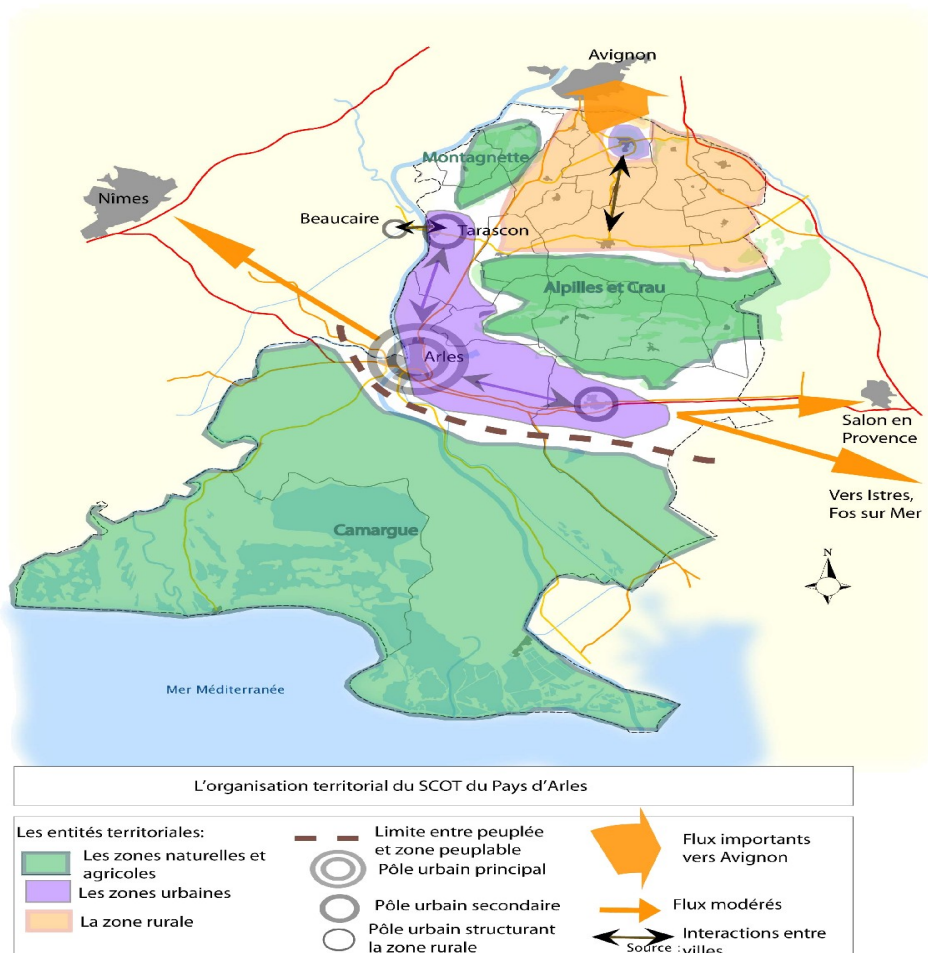 Avignon
Montagnette
Nîmes
Beaucaire
Tarascon
Alpilles et Crau
Arles
Salon en
Provence
Vers Istres,
Fos sur Mer
Camargue
N
Mer Méditerranée
L'organisation territorial du SCOT du Pays d'Arles
Les entités territoriales:
Les zones naturelles et
agricoles
Les zones urbaines
La zone rurale
Limite entre peuplée
et zone peuplable
Pôle urbain principal
Pôle urbain secondaire
Pôle urbain structurant
la zone rurale
Flux importants
vers Avignon
Flux modérés
Interactions entre
villes
Source :